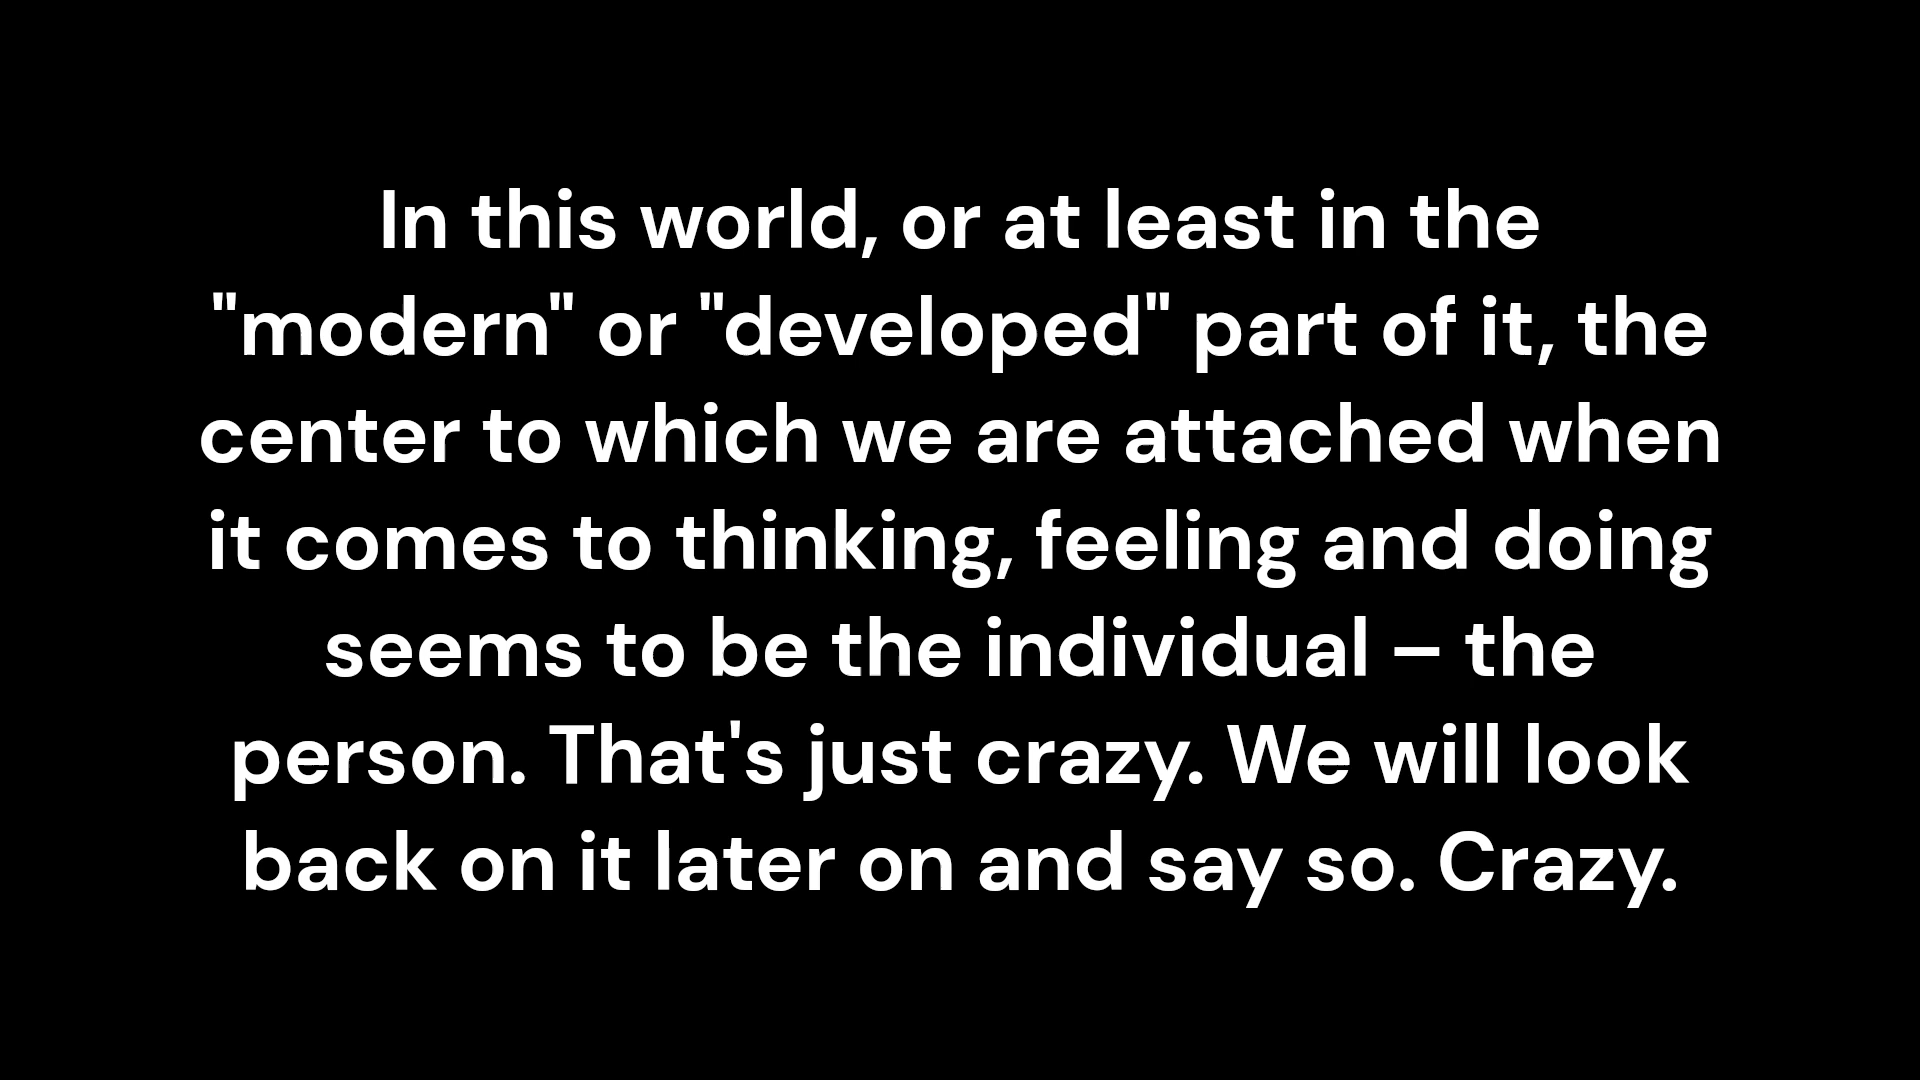 In this world, or at least in the
"modern" or "developed" part of it, the
center to which we are attached when
it comes to thinking, feeling and doing
seems to be the individual – the
person. That's just crazy. We will look
back on it later on and say so. Crazy.